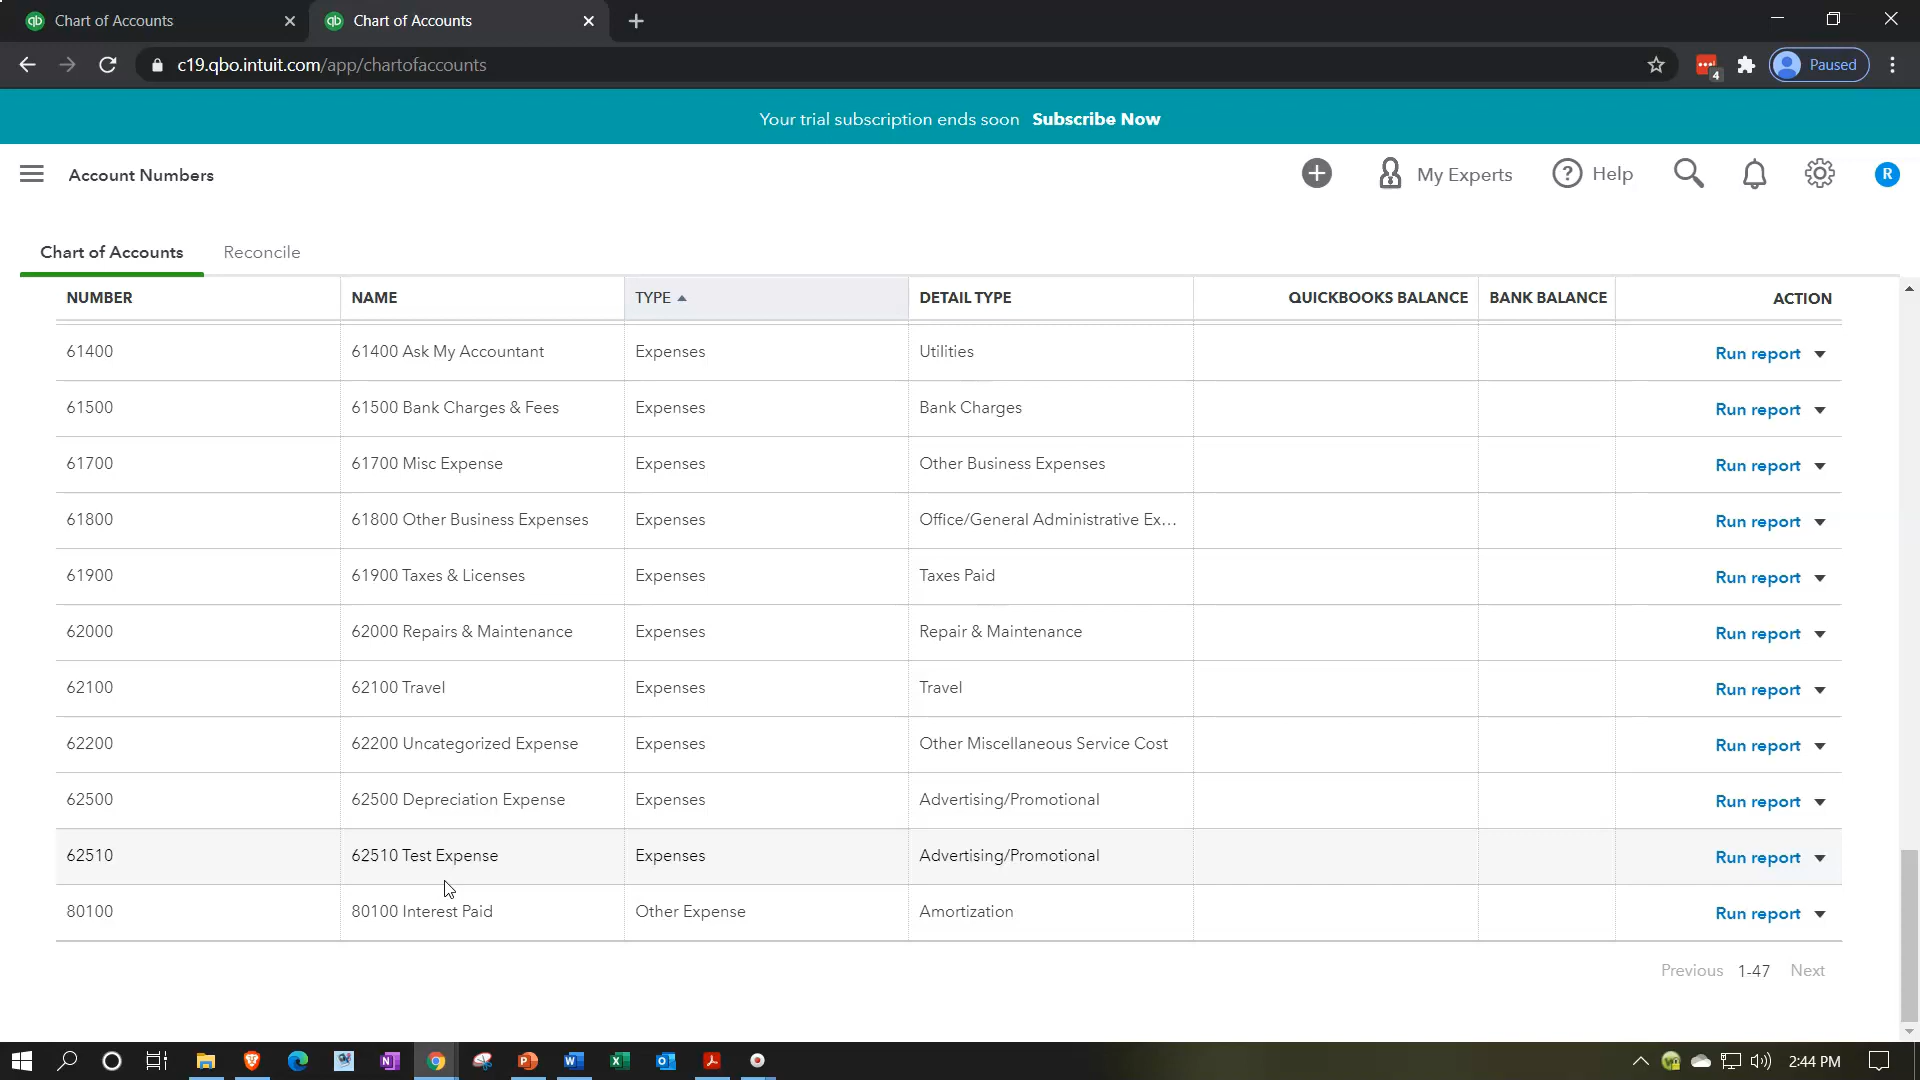 Chart of Accounts
Chart of Accounts
c19.qbo.intuit.com/app/chartofaccounts
4
Paused
Your trial subscription ends soon Subscribe Now
Account Numbers
My Experts
Help
R
Chart of Accounts
Reconcile
NUMBER NAME TYPE DETAIL TYPE QUICKBOOKS BALANCE BANK BALANCE ACTION
61400 61400 Ask My Accountant Expenses Utilities Run report
61500 61500 Bank Charges & Fees Expenses Bank Charges Run report
61700 61700 Misc Expense Expenses Other Business Expenses Run report
61800 61800 Other Business Expenses Expenses Office/General Administrative Ex... Run report
61900 61900 Taxes & Licenses Expenses Taxes Paid Run report
62000 62000 Repairs & Maintenance Expenses Repair & Maintenance Run report
62100 62100 Travel Expenses Travel Run report
62200 62200 Uncategorized Expense Expenses Other Miscellaneous Service Cost Run report
62500 62500 Depreciation Expense Expenses Advertising/Promotional Run report
62510 62510 Test Expense Expenses Advertising/Promotional Run report
80100 80100 Interest Paid Other Expense Amortization Run report
Previous 1-47 Next
2:44 PM